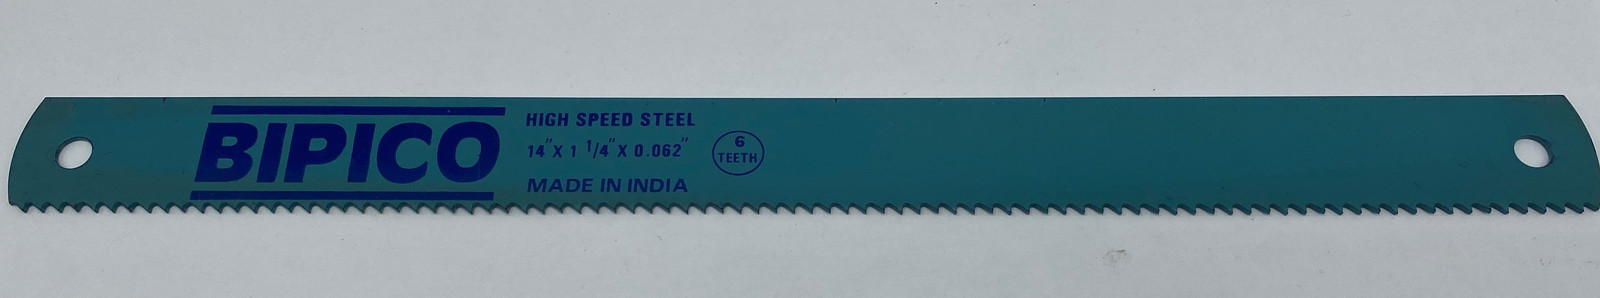 BIPICO
HIGH SPEED STEEL
14" X 1 1/4" X 0.062"
MADE IN INDIA
6
TEETH